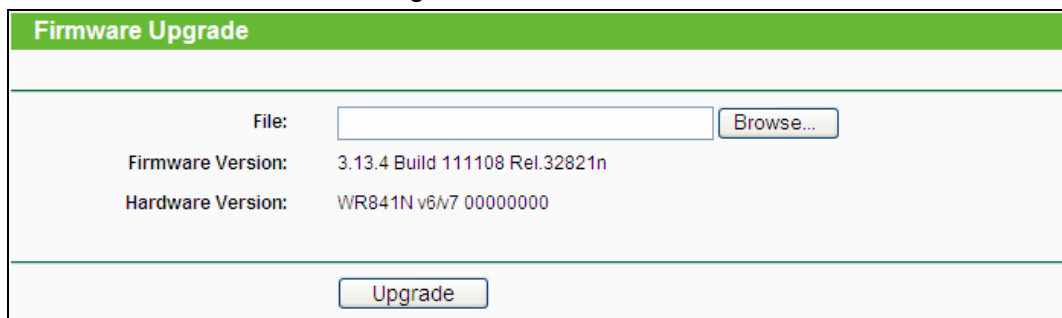 Firmware Upgrade
File: Browse...
Firmware Version: 3.13.4 Build 111108 Rel.32821n
Hardware Version: WR841N v6/v7 00000000
Upgrade